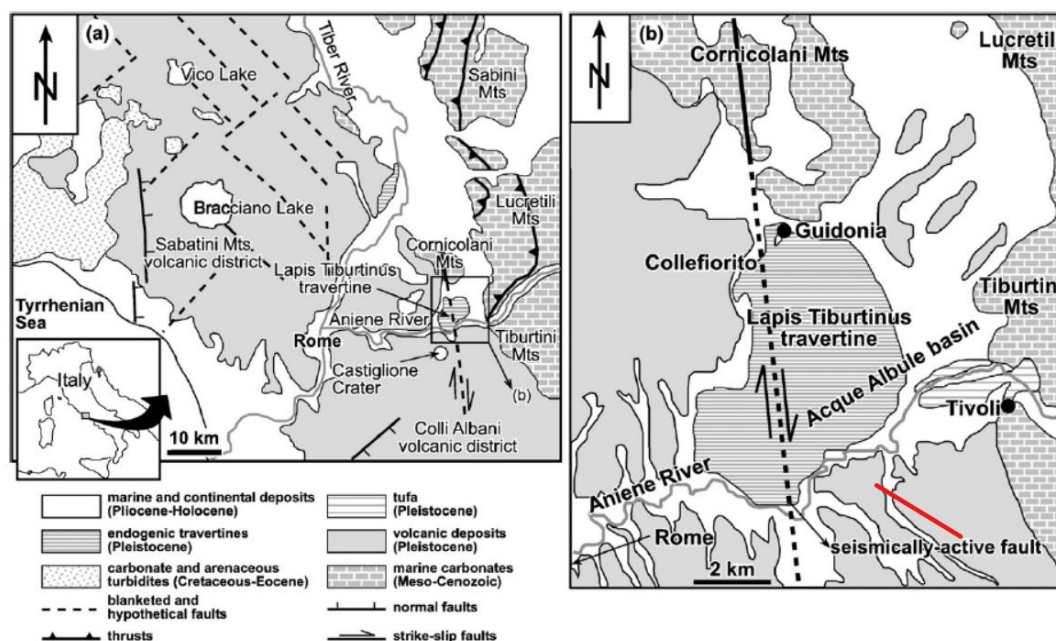 (a)
N
Vico Lake
Tiber River
Sabini
Mts
Bracciano Lake
Sabatini Mts
volcanic district
Lucretili
Mts
Cornicolani
Mts
Lapis Tiburtinus
travertine
Tyrrhenian
Sea
Aniene River
Rome
Tiburtini
Mts
Castiglione
Crater
(b)
Italy
10 km
Colli Albani
volcanic district
(b)
N
Cornicolani Mts
Lucretili
Mts
Guidonia
Collefiorito
Tiburtini
Mts
Lapis Tiburtinus
travertine
Acque Albule basin
Tivoli
Aniene River
Rome
seismically-active fault
2 km
marine and continental deposits
(Pliocene-Holocene)
tufa
(Pleistocene)
endogenic travertines
(Pleistocene)
volcanic deposits
(Pleistocene)
carbonate and arenaceous
turbidites (Cretaceous-Eocene)
marine carbonates
(Meso-Cenozoic)
blanketed and
hypothetical faults
normal faults
thrusts
strike-slip faults